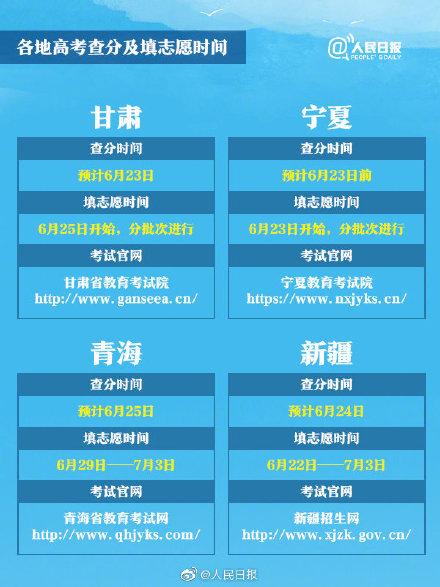 各地高考查分及填志愿时间
@人民日报
PEOPLE'S DAILY
甘肃
查分时间
预计6月23日
填志愿时间
6月25日开始，分批次进行
考试官网
甘肃省教育考试院
http://www.ganseea.cn/
宁夏
查分时间
预计6月23日前
填志愿时间
6月23日开始，分批次进行
考试官网
宁夏教育考试院
https://www.nxjyks.cn/
青海
查分时间
预计6月25日
填志愿时间
6月29日——7月3日
考试官网
青海省教育考试网
http://www.qhjyks.com/
新疆
查分时间
预计6月24日
填志愿时间
6月22日——7月3日
考试官网
新疆招生网
http://www.xjzk.gov.cn/
@人民日报